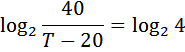 log₂ 40/(T − 20) = log₂ 4